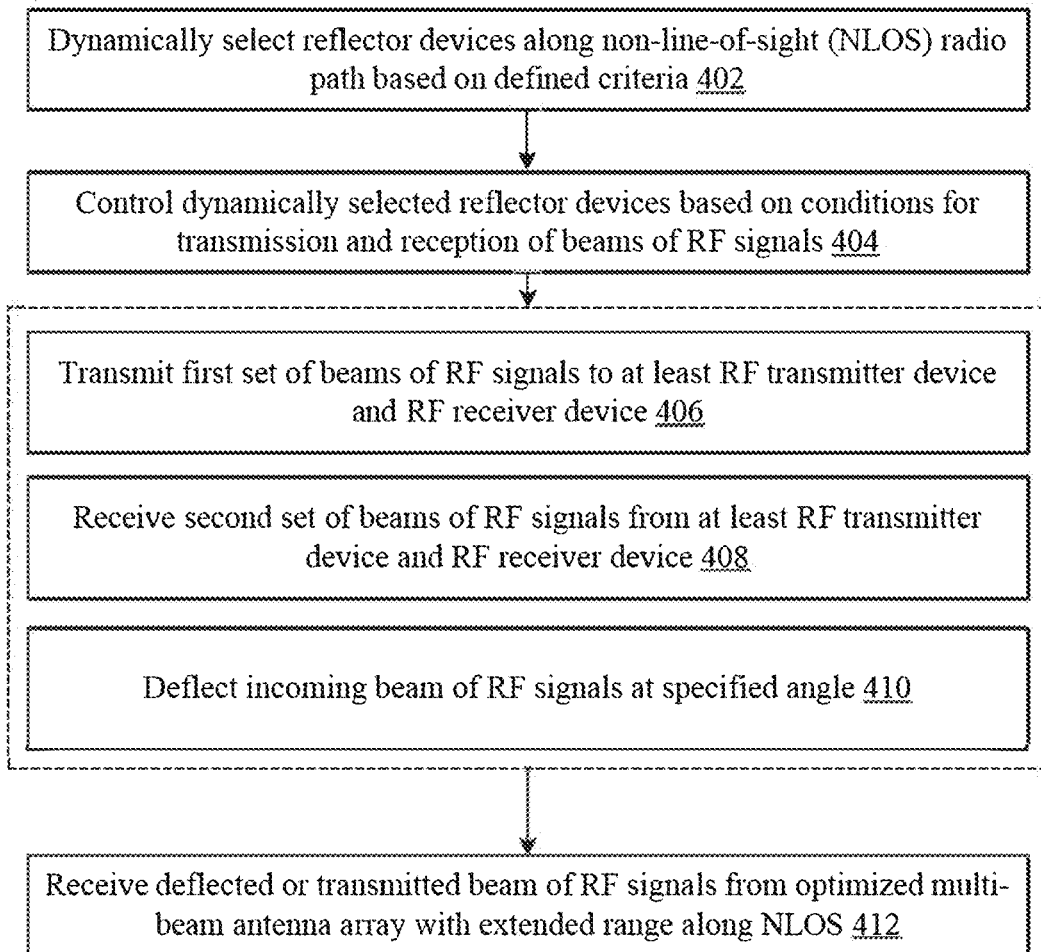 Dynamically select reflector devices along non-line-of-sight (NLOS) radio
path based on defined criteria 402
Control dynamically selected reflector devices based on conditions for
transmission and reception of beams of RF signals 404
Transmit first set of beams of RF signals to at least RF transmitter device
and RF receiver device 406
Receive second set of beams of RF signals from at least RF transmitter
device and RF receiver device 408
Deflect incoming beam of RF signals at specified angle 410
Receive deflected or transmitted beam of RF signals from optimized multi-
beam antenna array with extended range along NLOS 412